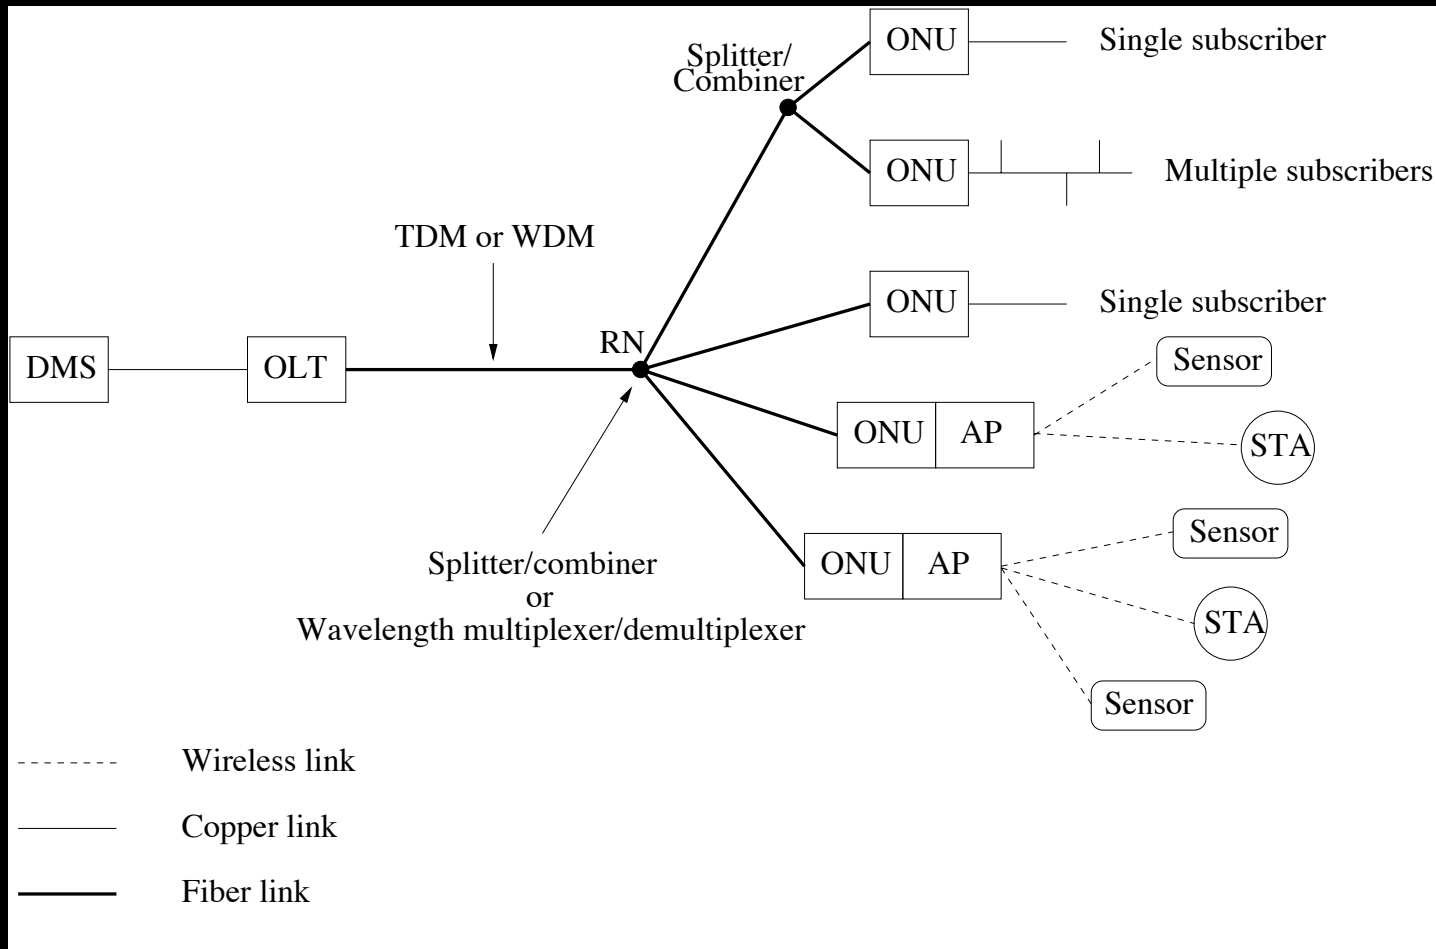 ONU
Single subscriber
Splitter/
Combiner
ONU
Multiple subscribers
TDM or WDM
ONU
Single subscriber
RN
Sensor
DMS
OLT
ONU
AP
STA
Sensor
Splitter/combiner
or
Wavelength multiplexer/demultiplexer
ONU
AP
STA
Sensor
Wireless link
Copper link
Fiber link